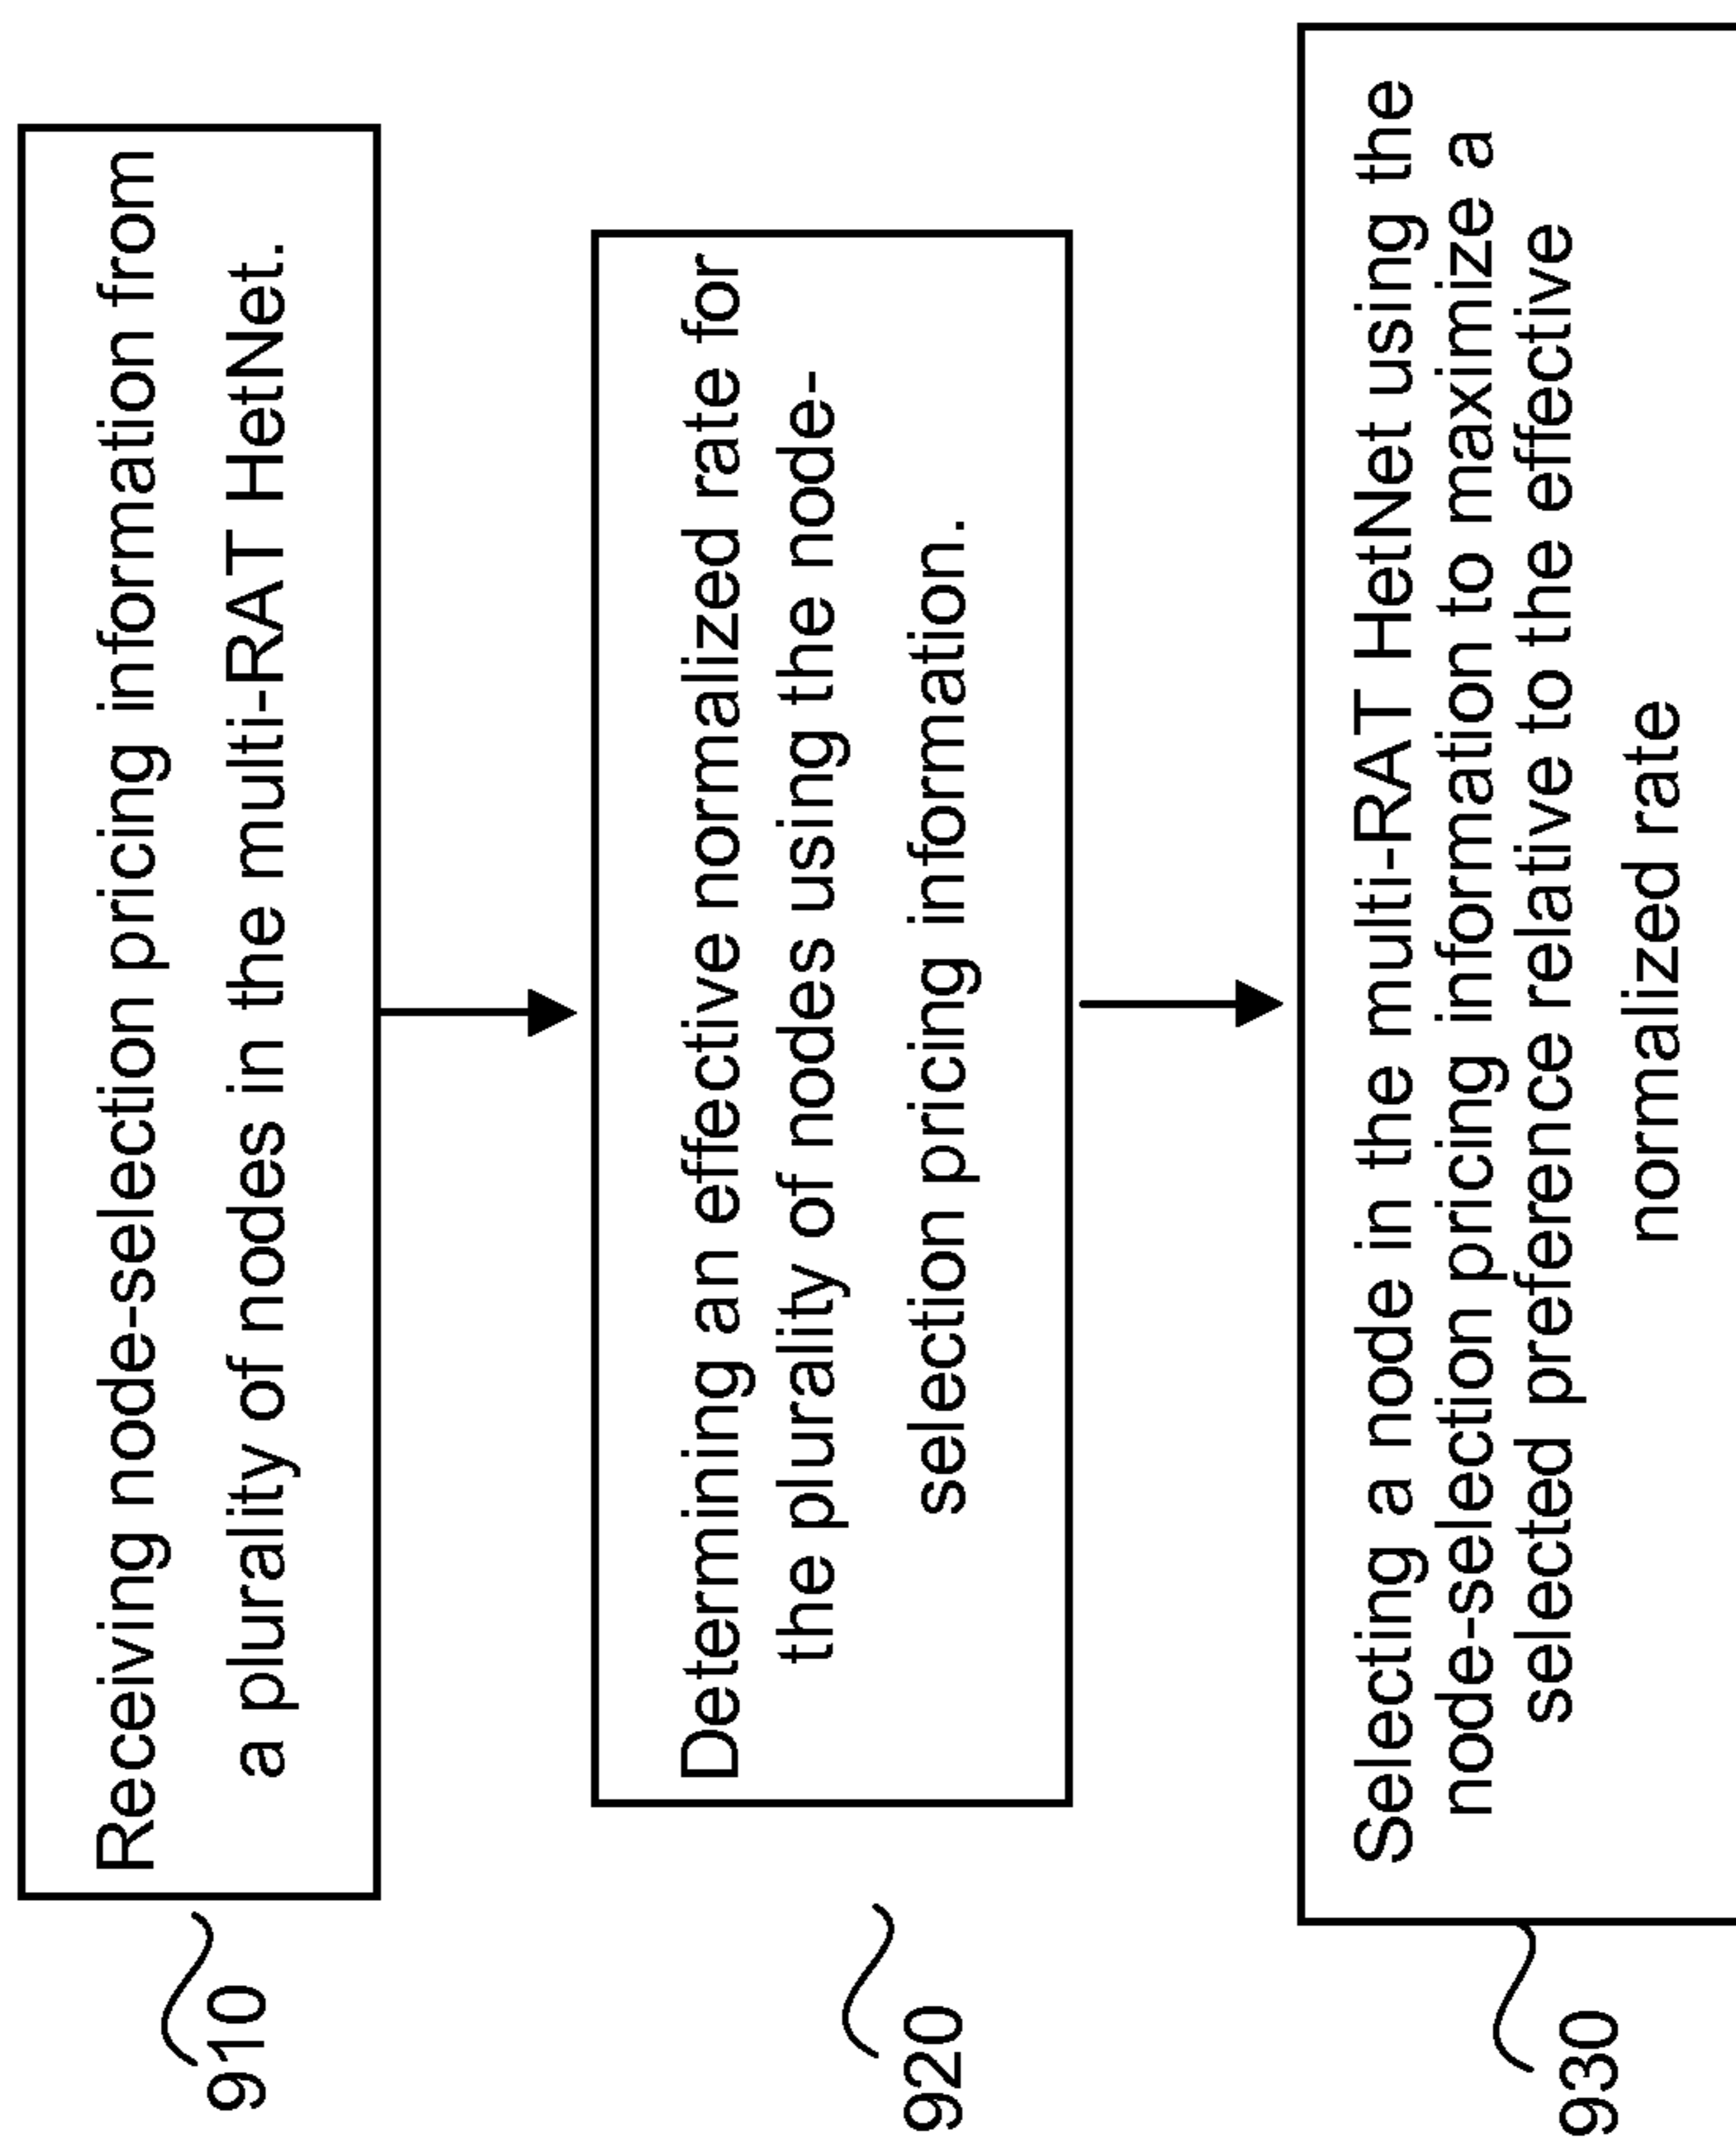 910
Receiving node-selection pricing information from
a plurality of nodes in the multi-RAT HetNet.
920
Determining an effective normalized rate for
the plurality of nodes using the node-
selection pricing information.
930
Selecting a node in the multi-RAT HetNet using the
node-selection pricing information to maximize a
selected preference relative to the effective
normalized rate